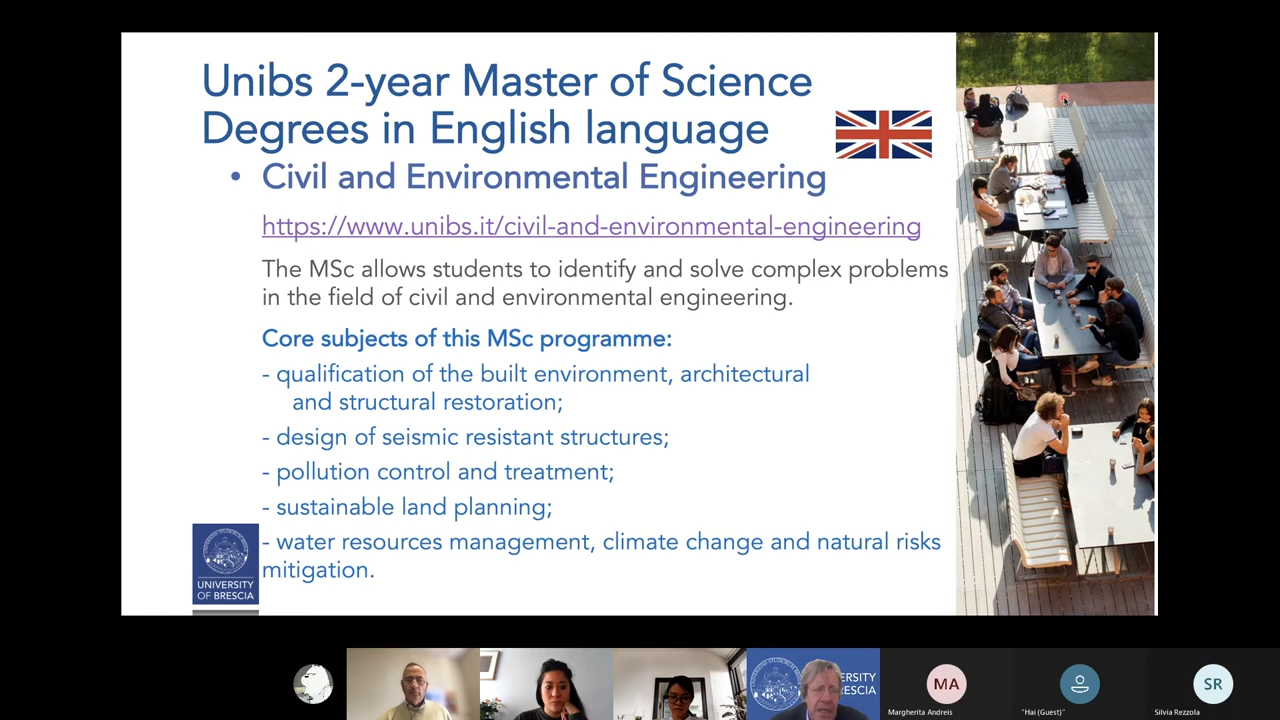 Unibs 2-year Master of Science
Degrees in English language
• Civil and Environmental Engineering
https://www.unibs.it/civil-and-environmental-engineering
The MSc allows students to identify and solve complex problems
in the field of civil and environmental engineering.
Core subjects of this MSc programme:
- qualification of the built environment, architectural
and structural restoration;
- design of seismic resistant structures;
- pollution control and treatment;
- sustainable land planning;
- water resources management, climate change and natural risks
mitigation.
UNIVERSITY
OF BRESCIA
ERSITY
RESCIA
MA
Margherita Andreis
"Hai (Guest)"
SR
Silvia Rezzola